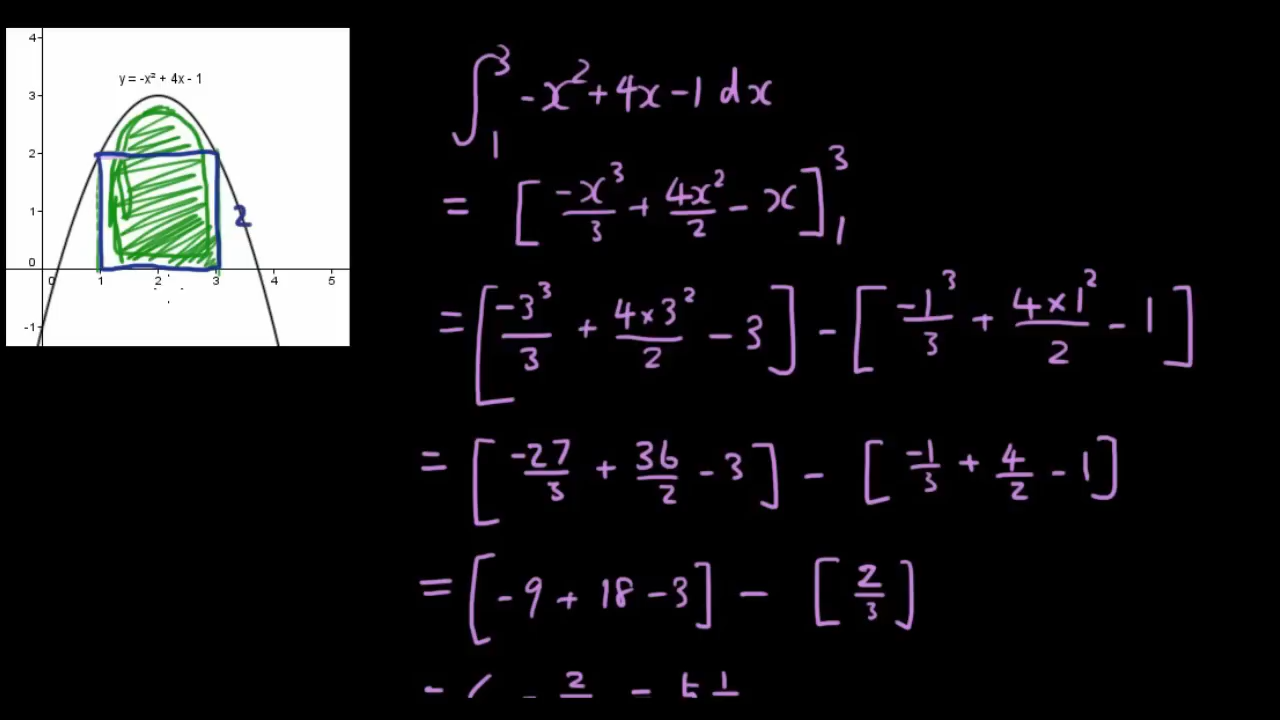 4
y = -x² + 4x - 1
3
2
1
2
0
0 1 2 3 4 5
-1
∫₁³ -x² + 4x - 1 dx
= [ -x³/3 + 4x²/2 - x ]₁³
= [ -3³/3 + 4×3²/2 - 3 ] - [ -1³/3 + 4×1²/2 - 1 ]
= [ -27/3 + 36/2 - 3 ] - [ -1/3 + 4/2 - 1 ]
= [ -9 + 18 - 3 ] - [ 2/3 ]